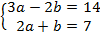 3a − 2b = 14
2a + b = 7